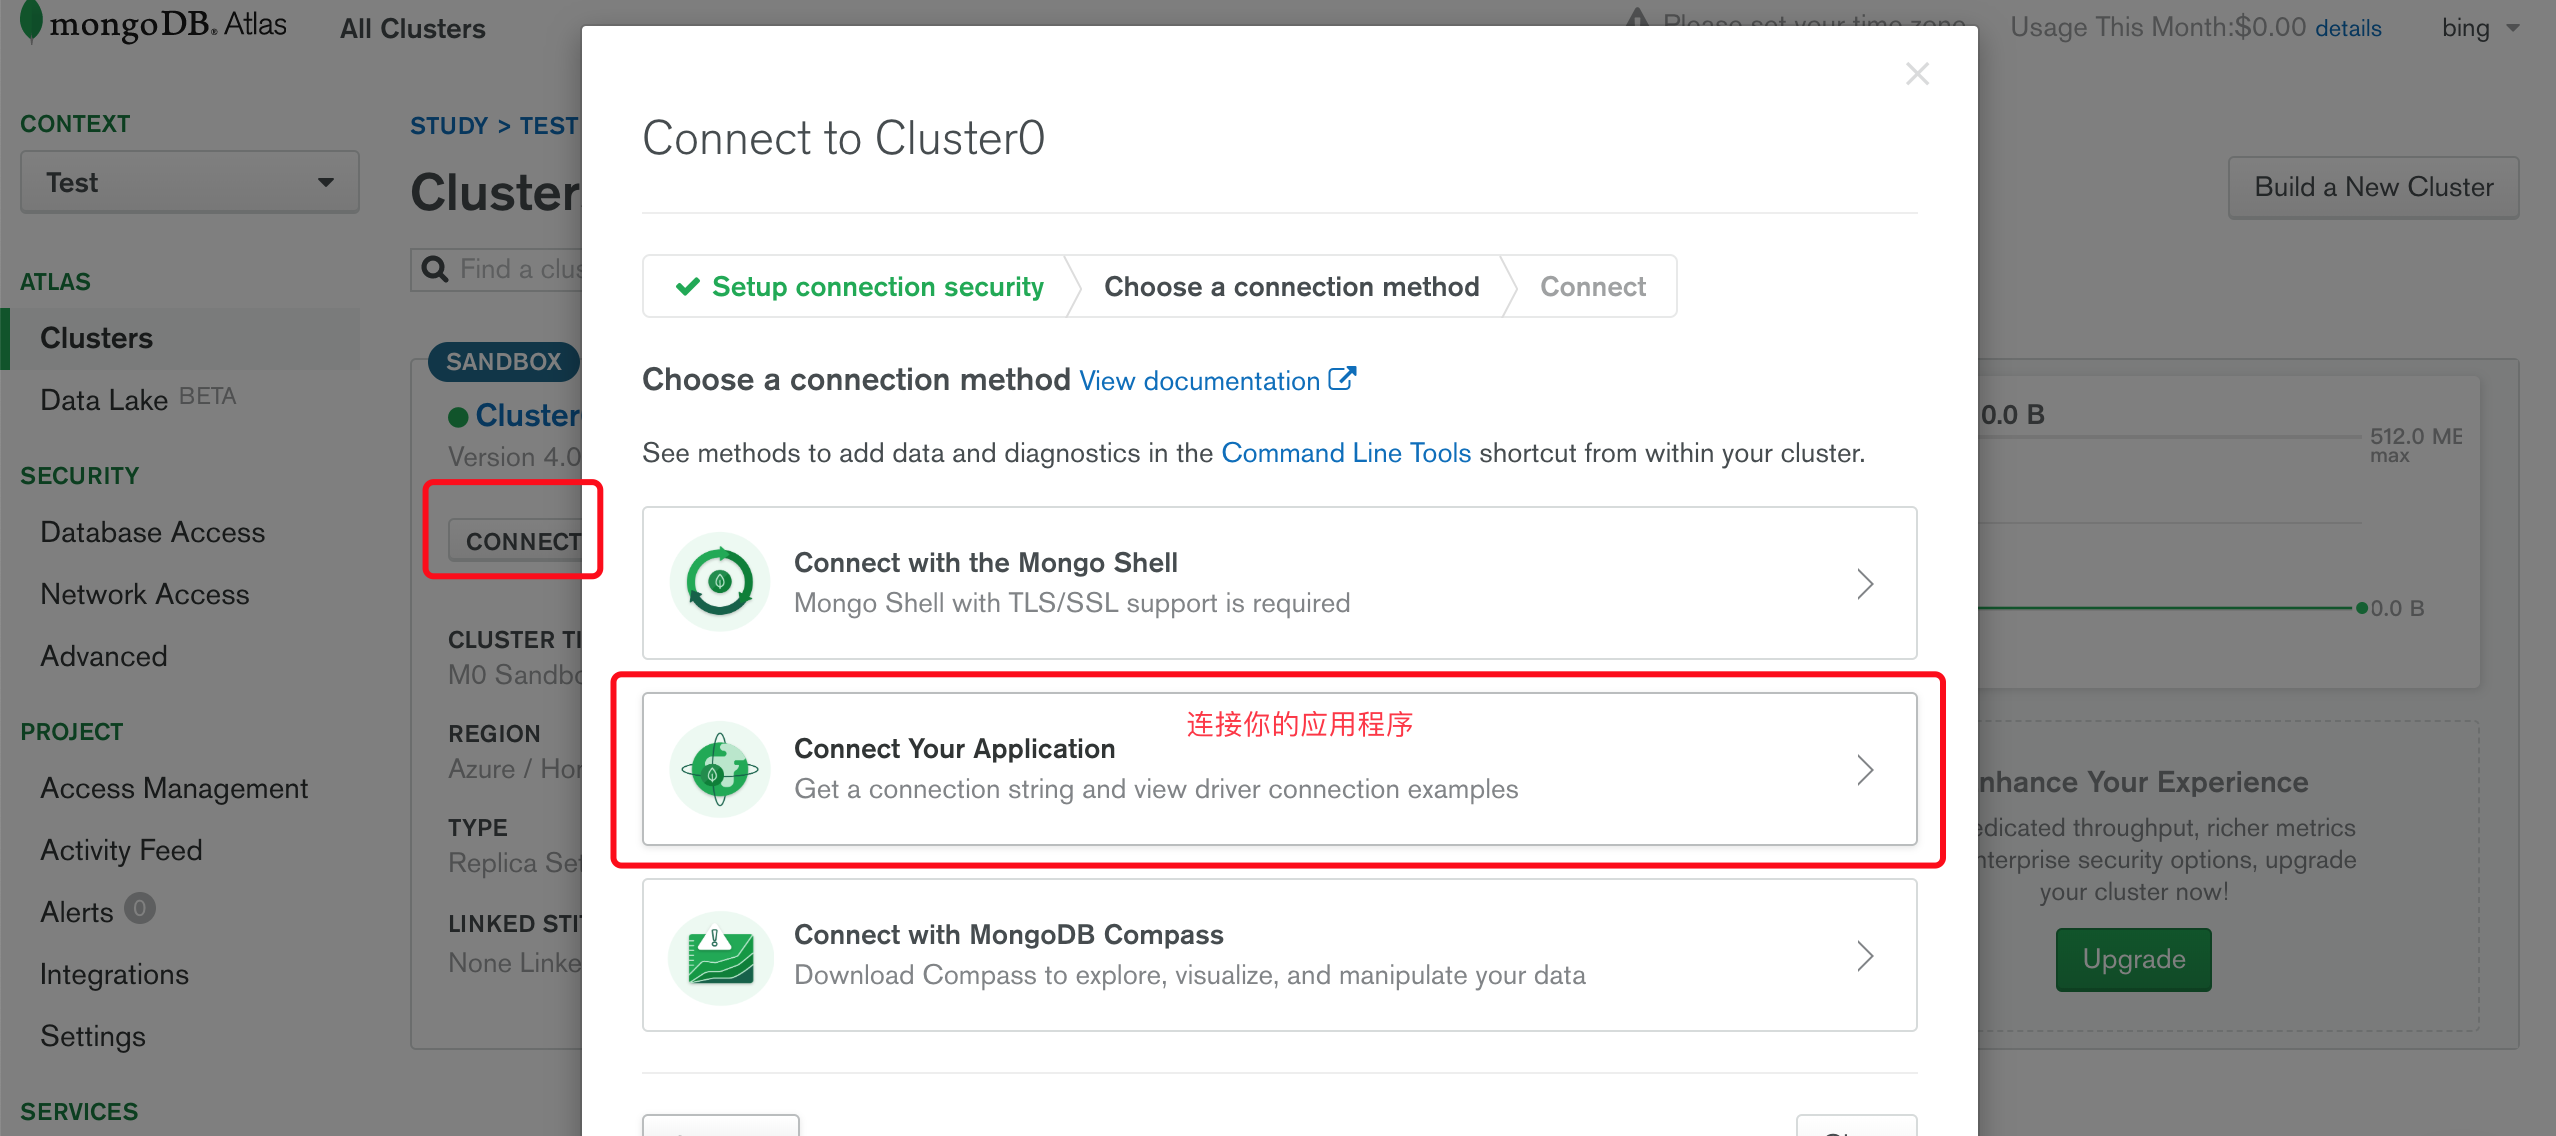 mongoDB. Atlas
All Clusters
Please set your time zone
Usage This Month:$0.00 details
bing
CONTEXT
Test
ATLAS
Clusters
Data Lake BETA
SECURITY
Database Access
Network Access
Advanced
PROJECT
Access Management
Activity Feed
Alerts 0
Integrations
Settings
SERVICES
STUDY > TEST
Cluster
Find a clus
SANDBOX
Cluster
Version 4.0
CONNECT
CLUSTER TI
M0 Sandbo
REGION
Azure / Hon
TYPE
Replica Set
LINKED STIT
None Linke
Connect to Cluster0
Setup connection security
Choose a connection method
Connect
Choose a connection method View documentation
See methods to add data and diagnostics in the Command Line Tools shortcut from within your cluster.
Connect with the Mongo Shell
Mongo Shell with TLS/SSL support is required
连接你的应用程序
Connect Your Application
Get a connection string and view driver connection examples
Connect with MongoDB Compass
Download Compass to explore, visualize, and manipulate your data
Build a New Cluster
0.0 B
512.0 MB
max
0.0 B
nhance Your Experience
edicated throughput, richer metrics
nterprise security options, upgrade
your cluster now!
Upgrade